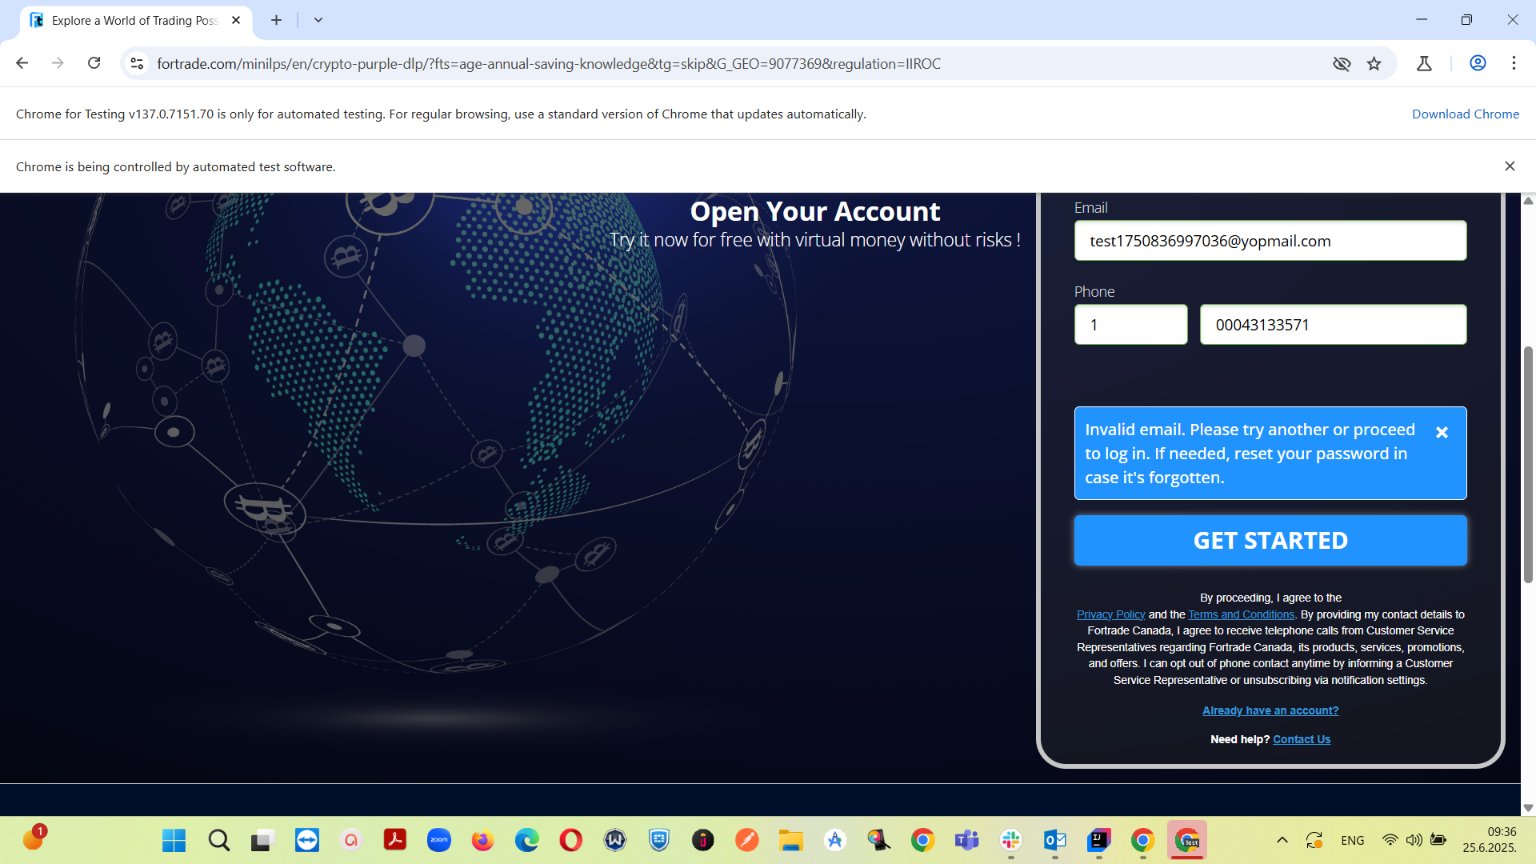 Explore a World of Trading Poss
fortrade.com/minilps/en/crypto-purple-dlp/?fts=age-annual-saving-knowledge&tg=skip&G_GEO=9077369&regulation=IIROC
Chrome for Testing v137.0.7151.70 is only for automated testing. For regular browsing, use a standard version of Chrome that updates automatically.
Download Chrome
Chrome is being controlled by automated test software.
Open Your Account
Try it now for free with virtual money without risks !
Email
test1750836997036@yopmail.com
Phone
1
00043133571
Invalid email. Please try another or proceed
to log in. If needed, reset your password in
case it's forgotten.
GET STARTED
By proceeding, I agree to the
Privacy Policy and the Terms and Conditions. By providing my contact details to
Fortrade Canada, I agree to receive telephone calls from Customer Service
Representatives regarding Fortrade Canada, its products, services, promotions,
and offers. I can opt out of phone contact anytime by informing a Customer
Service Representative or unsubscribing via notification settings.
Already have an account?
Need help? Contact Us
1
zoom
Test
ENG
09:36
25.6.2025.